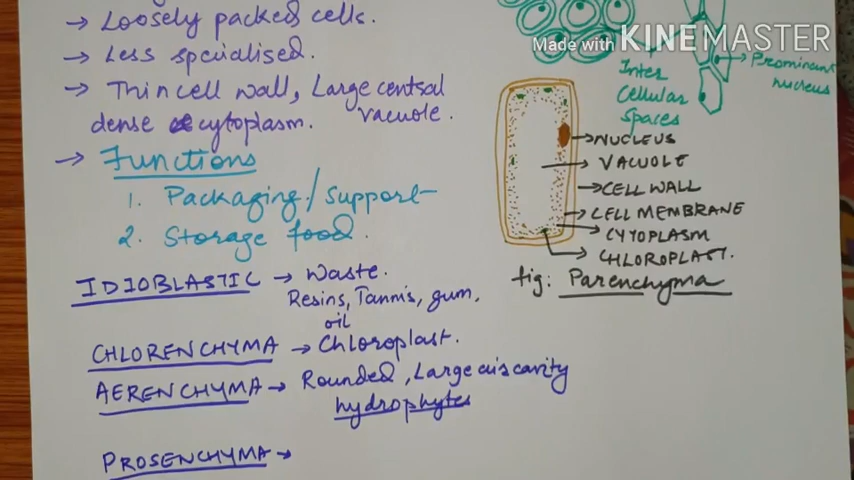 → Loosely packed cells.
→ Less specialised.
→ Thin cell wall, Large central
vacuole.
dense cytoplasm.
→ Functions
1. Packaging/Support
2. Storage food.
IDIOBLASTIC → Waste.
Resins, Tannis, gum,
oil
CHLORENCHYMA → Chloroplast.
AERENCHYMA → Rounded, Large air cavity
hydrophytes
PROSENCHYMA →
Made with KINEMASTER
Inter
Cellular
spaces
Prominant
nucleus
NUCLEUS
VACUOLE
CELL WALL
CELL MEMBRANE
CYTOPLASM
CHLOROPLAST.
fig: Parenchyma